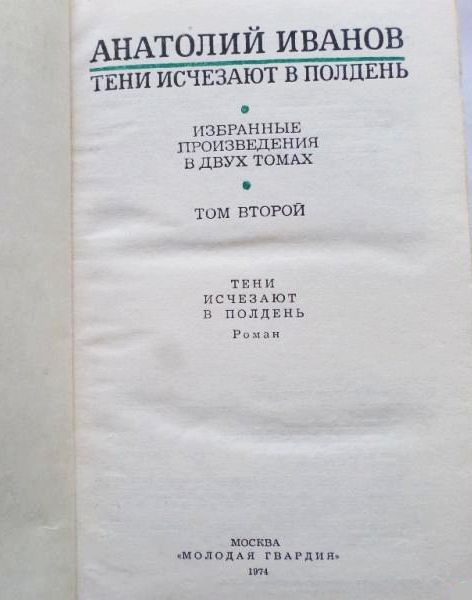 АНАТОЛИЙ ИВАНОВ
ТЕНИ ИСЧЕЗАЮТ В ПОЛДЕНЬ
ИЗБРАННЫЕ
ПРОИЗВЕДЕНИЯ
В ДВУХ ТОМАХ
ТОМ ВТОРОЙ
ТЕНИ
ИСЧЕЗАЮТ
В ПОЛДЕНЬ
Роман
МОСКВА
«МОЛОДАЯ ГВАРДИЯ»
1974